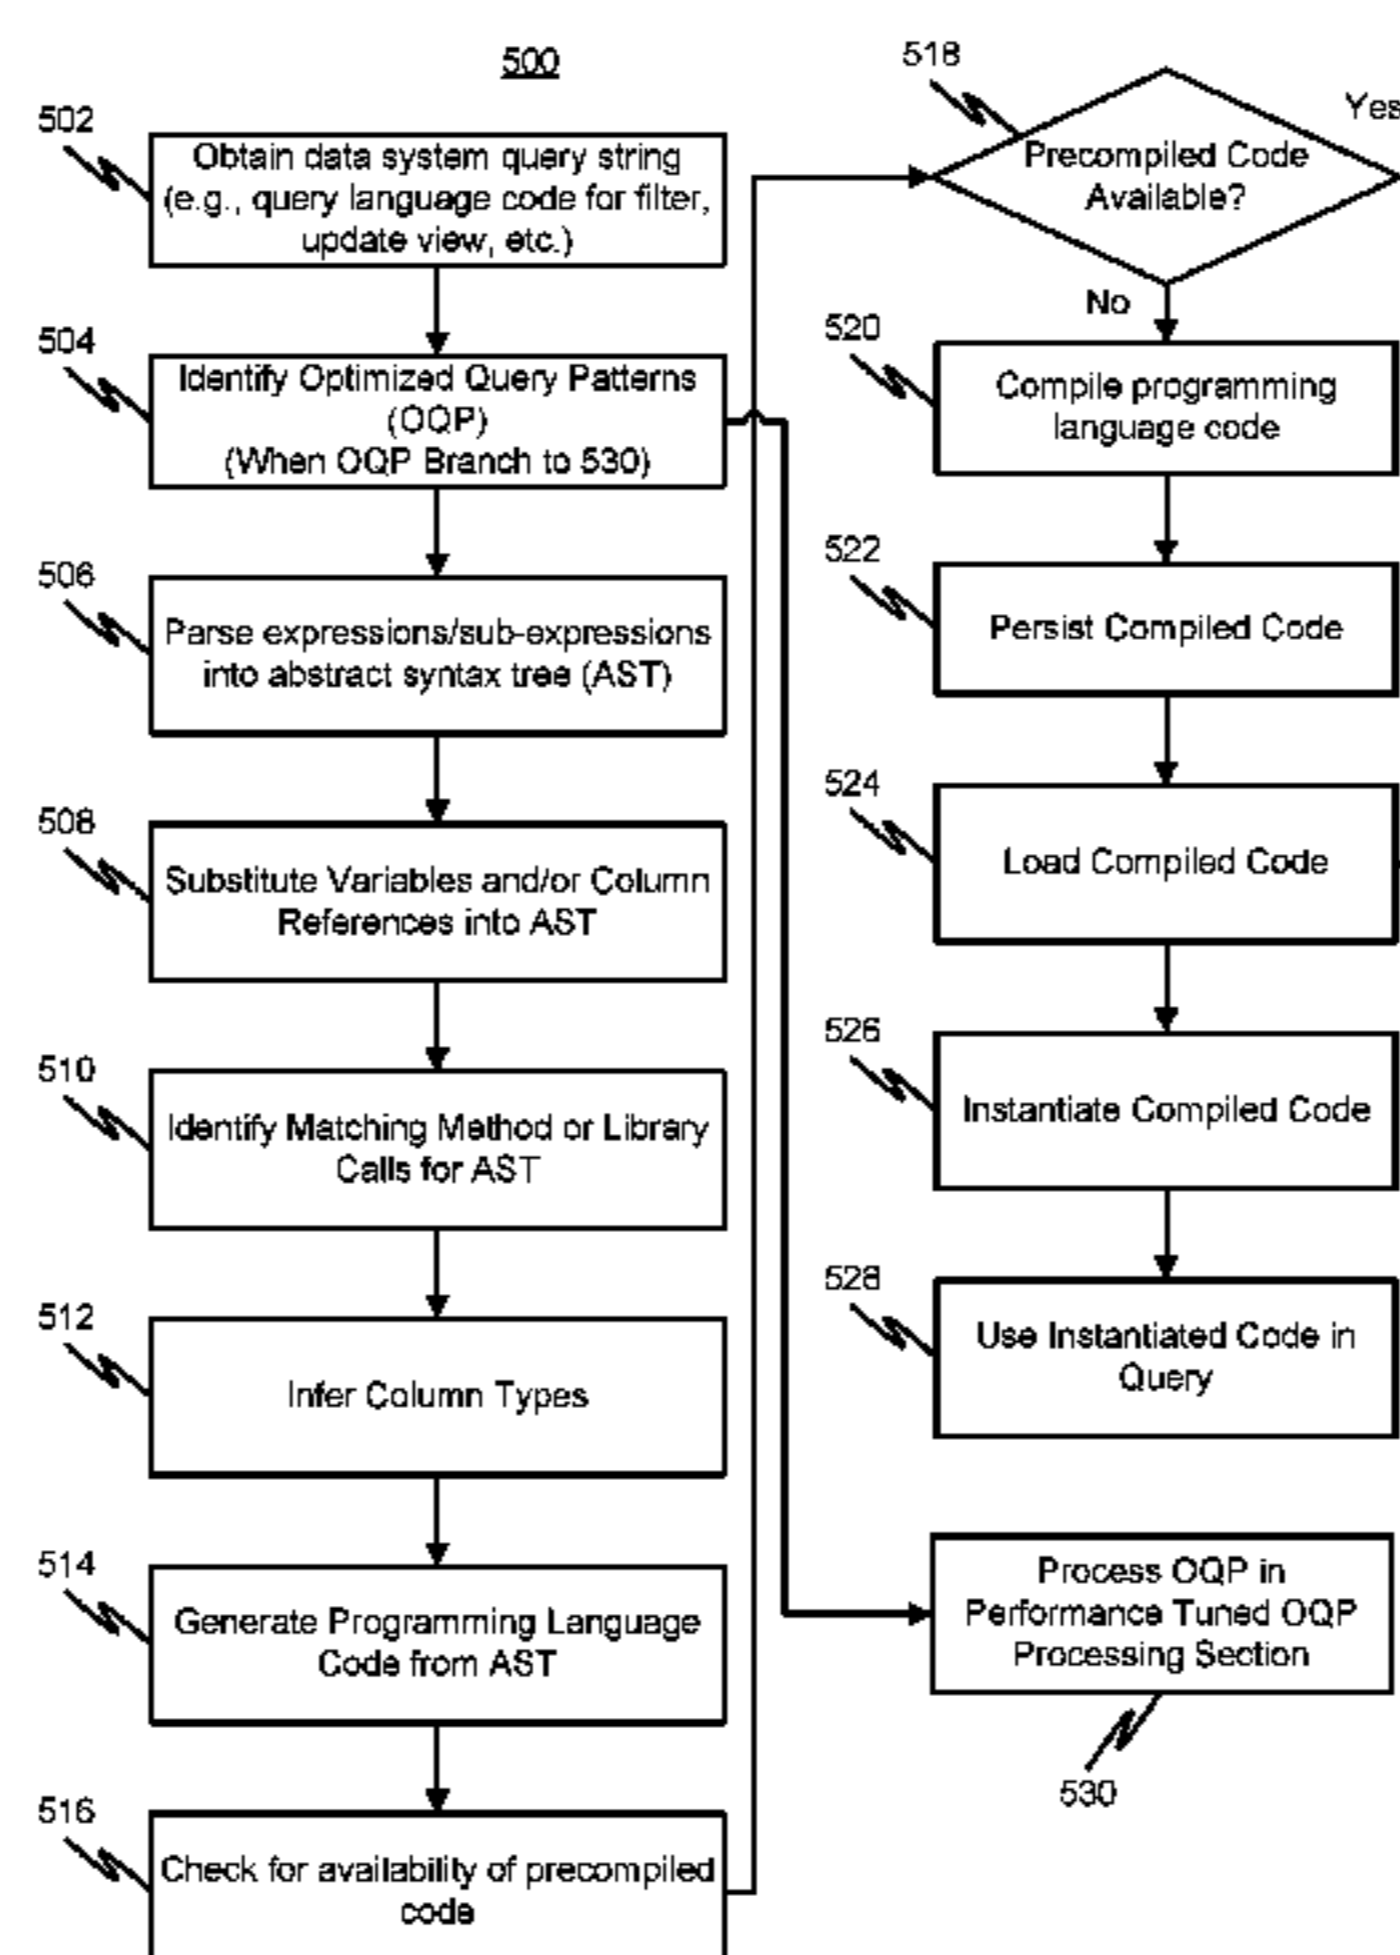 500
502
Obtain data system query string
(e.g., query language code for filter,
update view, etc.)
504
Identify Optimized Query Patterns
(OQP)
(When OQP Branch to 530)
506
Parse expressions/sub-expressions
into abstract syntax tree (AST)
508
Substitute Variables and/or Column
References into AST
510
Identify Matching Method or Library
Calls for AST
512
Infer Column Types
514
Generate Programming Language
Code from AST
516
Check for availability of precompiled
code
518
Precompiled Code
Available?
Yes
No
520
Compile programming
language code
522
Persist Compiled Code
524
Load Compiled Code
526
Instantiate Compiled Code
528
Use Instantiated Code in
Query
Process OQP in
Performance Tuned OQP
Processing Section
530